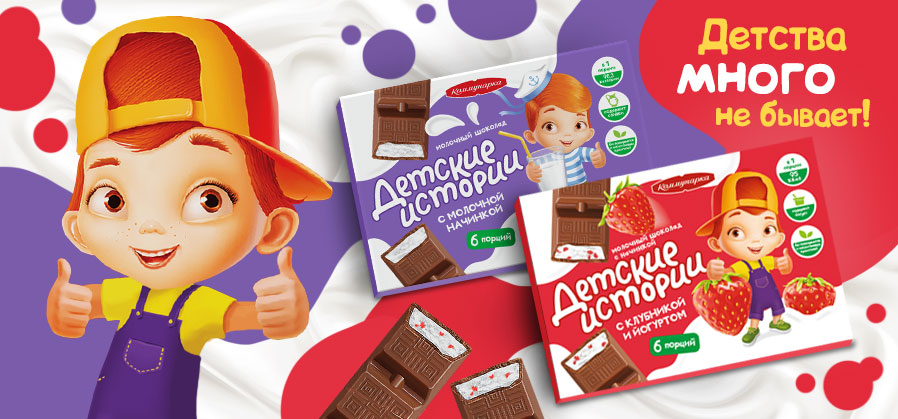 Детства
много
не бывает!
Коммунарка
МОЛОЧНЫЙ ШОКОЛАД
Детские
истории
С МОЛОЧНОЙ
НАЧИНКОЙ
6 порций
Коммунарка
МОЛОЧНЫЙ ШОКОЛАД
С НАЧИНКОЙ
Детские
истории
С КЛУБНИКОЙ
И ЙОГУРТОМ
6 порций